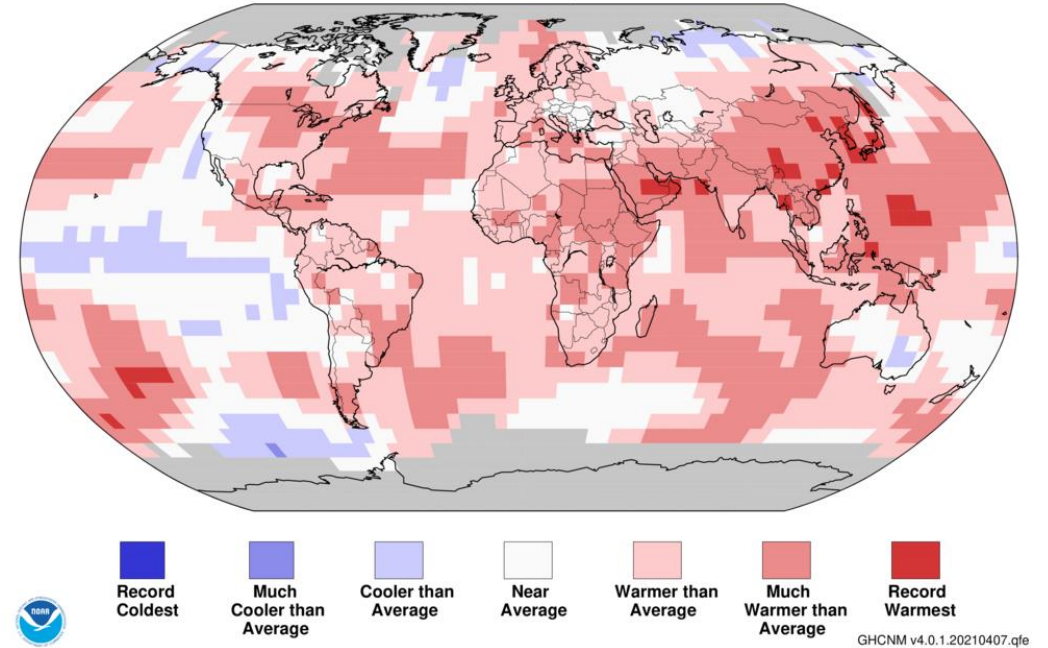 Record
Coldest
Much
Cooler than
Average
Cooler than
Average
Near
Average
Warmer than
Average
Much
Warmer than
Average
Record
Warmest
NOAA
GHCNM v4.0.1.20210407.qfe